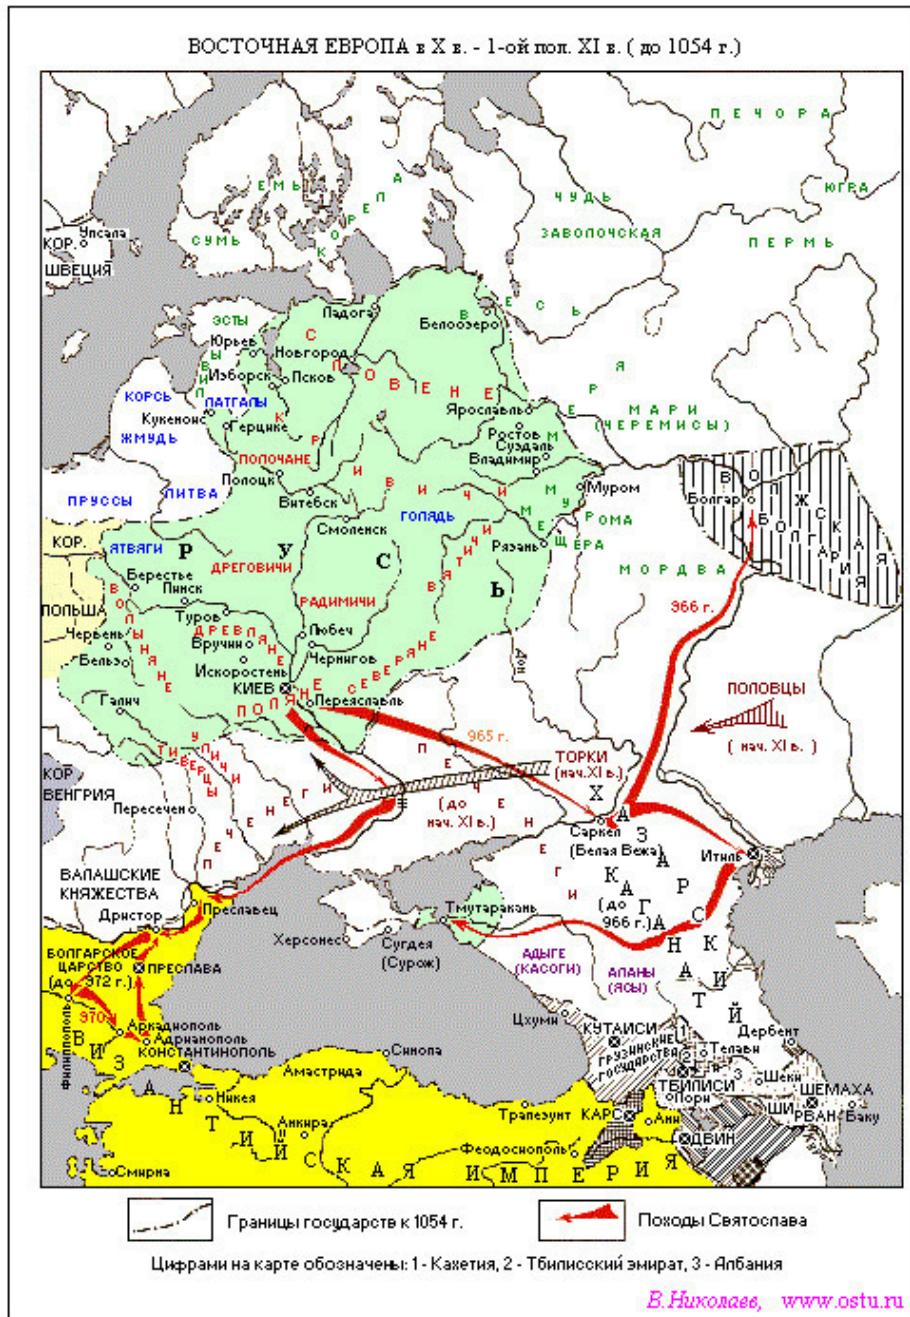 ВОСТОЧНАЯ ЕВРОПА в X в. - 1-ой пол. XI в. ( до 1054 г.)
ПЕЧОРА
ЕМЬ
КОРЕЛА
ЧУДЬ
ЗАВОЛОЧСКАЯ
ЮГРА
ПЕРМЬ
СУМЬ
Упсала
КОР.
ШВЕЦИЯ
ВЕСЬ
ЭСТЫ
Ладога
Белоозеро
Юрьев
ЛИВЫ
Новгород
СЛОВЕНЕ
Изборск
Псков
МЕРЯ
КОРСЬ
ЛАТГАЛЫ
Кукенойс
Герцике
ЖМУДЬ
Ярославль
МАРИ
(ЧЕРЕМИСЫ)
Ростов
Суздаль
Владимир
ПОЛОЧАНЕ
Полоцк
КРИВИЧИ
Витебск
Муром
МУРОМА
Болгар
ВОЛЖСК
БОЛГАРИЯ
ПРУССЫ
ЛИТВА
Смоленск
ГОЛЯДЬ
МЕЩЕРА
Рязань
КОР.
ПОЛЬША
ЯТВЯГИ
РУСЬ
ДРЕГОВИЧИ
ВЯТИЧИ
МОРДВА
966 г.
Берестье
Пинск
РАДИМИЧИ
Туров
ВОЛЫНЯНЕ
ДРЕВЛЯНЕ
Червень
Вручий
Любеч
Бельз
Искоростень
Чернигов
СЕВЕРЯНЕ
Дон
КИЕВ
ПОЛЯНЕ
Переяславль
Галич
ПОЛОВЦЫ
( нач. XI в. )
965 г.
УЛИЧИ
ТИВЕРЦЫ
ТОРКИ
(нач. XI в.)
КОР.
ВЕНГРИЯ
Пересечен
ПЕЧЕНЕГИ
ПЕЧЕНЕГИ
(до
нач. XI в.)
Саркел
(Белая Вежа)
ХАЗАРСКИЙ
КАГАНАТ
(до
966 г.)
Итиль
ВАЛАШСКИЕ
КНЯЖЕСТВА
Дристор
Преславец
Тмутаракань
Херсонес
Сугдея
(Сурож)
АДЫГЕ
(КАСОГИ)
АЛАНЫ
(ЯСЫ)
БОЛГАРСКОЕ
ЦАРСТВО
(до 972 г.)
ПРЕСЛАВА
970 г.
Филиппополь
Аркадиополь
Адрианополь
КОНСТАНТИНОПОЛЬ
Цхуми
КУТАИСИ
ГРУЗИНСКИЕ
ГОСУДАРСТВА
1
2
3
Дербент
Телави
Синопа
Амастрида
ТБИЛИСИ
Шеки
ШЕМАХА
Лори
ШИРВАН
Баку
Никея
Трапезунт
КАРС
Ани
Анкира
ДВИН
Феодосиополь
Смирна
ВИЗАНТИЙСКАЯ ИМПЕРИЯ
Границы государств к 1054 г.
Походы Святослава
Цифрами на карте обозначены: 1 - Кахетия, 2 - Тбилисский эмират, 3 - Албания
В.Николаев, www.ostu.ru